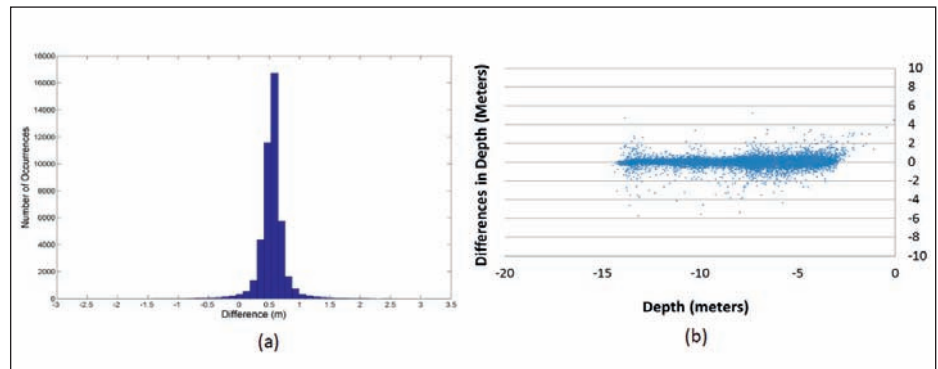 18000
16000
14000
12000
10000
8000
6000
4000
2000
0
Number of Occurrences
-3 -2.5 -2 -1.5 -1 -0.5 0 0.5 1 1.5 2 2.5 3 3.5
Difference (m)
(a)
Differences in Depth (Meters)
10
8
6
4
2
0
-2
-4
-6
-8
-10
-20 -15 -10 -5 0
Depth (meters)
(b)